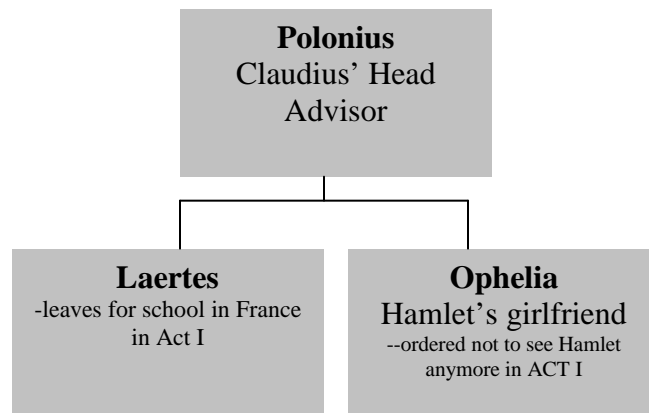 Polonius
Claudius’ Head
Advisor
Laertes
-leaves for school in France
in Act I
Ophelia
Hamlet’s girlfriend
--ordered not to see Hamlet
anymore in ACT I